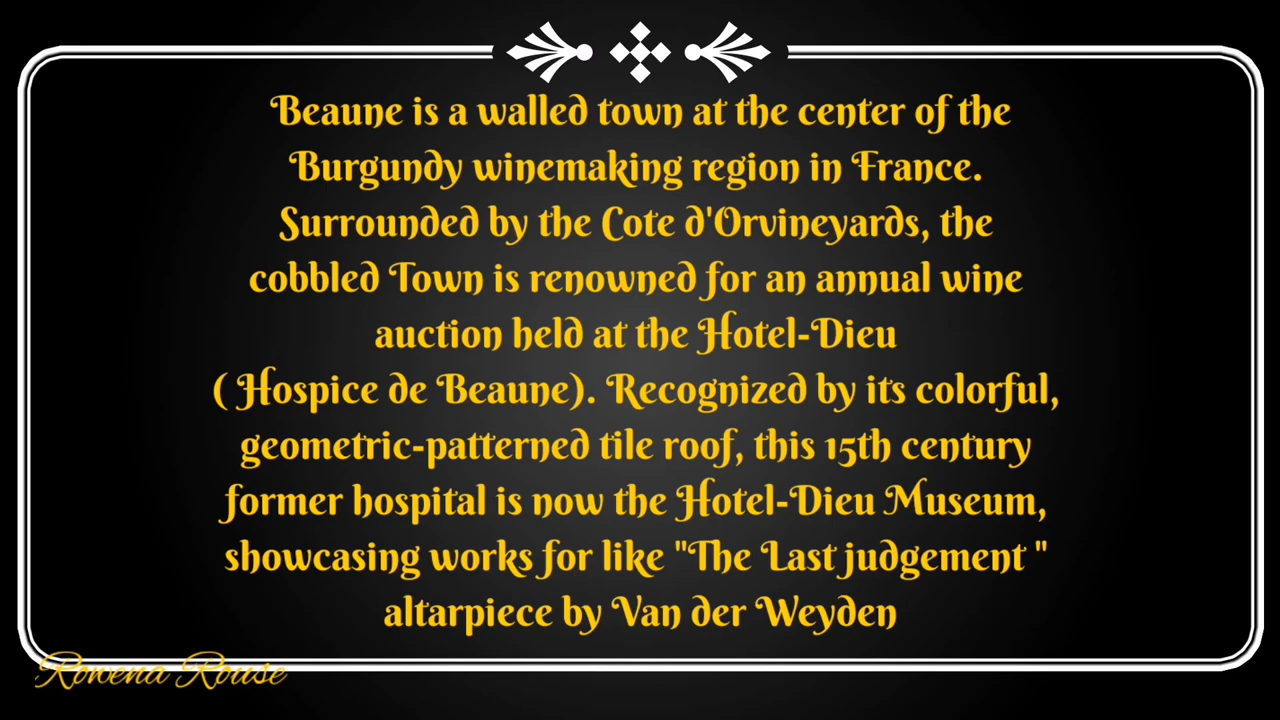 Beaune is a walled town at the center of the
Burgundy winemaking region in France.
Surrounded by the Cote d'Orvineyards, the
cobbled Town is renowned for an annual wine
auction held at the Hotel-Dieu
( Hospice de Beaune). Recognized by its colorful,
geometric-patterned tile roof, this 15th century
former hospital is now the Hotel-Dieu Museum,
showcasing works for like "The Last judgement "
altarpiece by Van der Weyden
Rowena Rouse